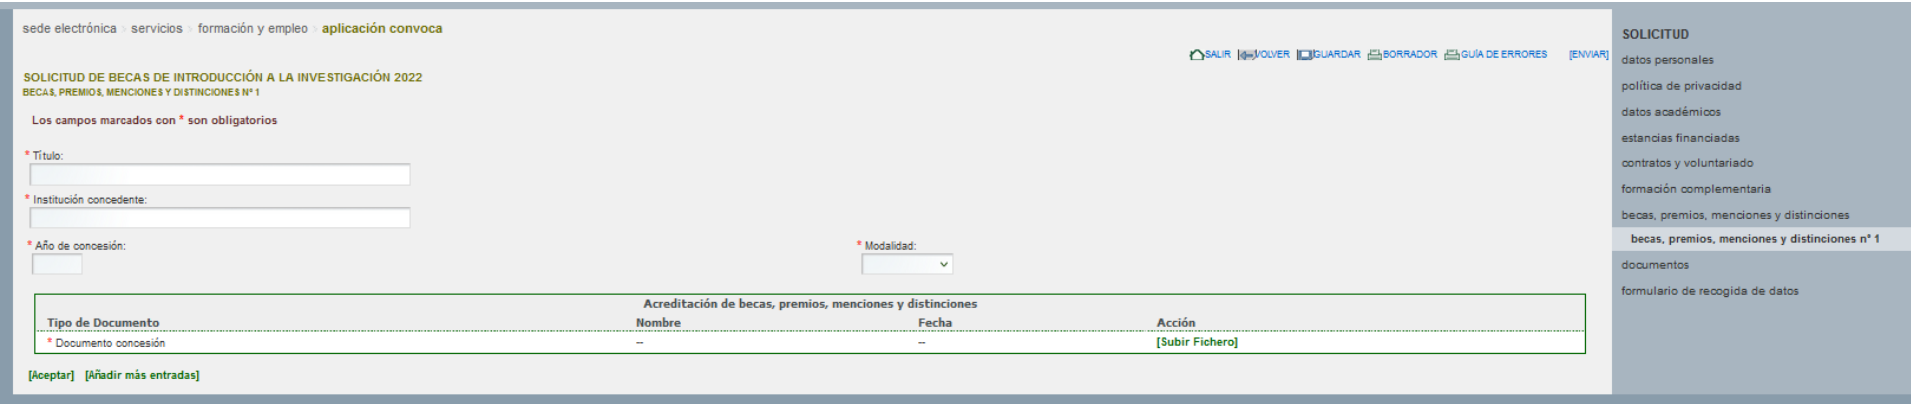 sede electrónica > servicios > formación y empleo > aplicación convoca
SALIR VOLVER GUARDAR BORRADOR GUÍA DE ERRORES [ENVIAR]
SOLICITUD DE BECAS DE INTRODUCCIÓN A LA INVESTIGACIÓN 2022
BECAS, PREMIOS, MENCIONES Y DISTINCIONES Nº 1
Los campos marcados con * son obligatorios
* Título:
* Institución concedente:
* Año de concesión: * Modalidad:
Acreditación de becas, premios, menciones y distinciones
Tipo de Documento Nombre Fecha Acción
* Documento concesión -- -- [Subir Fichero]
[Aceptar] [Añadir más entradas]
SOLICITUD
datos personales
política de privacidad
datos académicos
estancias financiadas
contratos y voluntariado
formación complementaria
becas, premios, menciones y distinciones
becas, premios, menciones y distinciones nº 1
documentos
formulario de recogida de datos